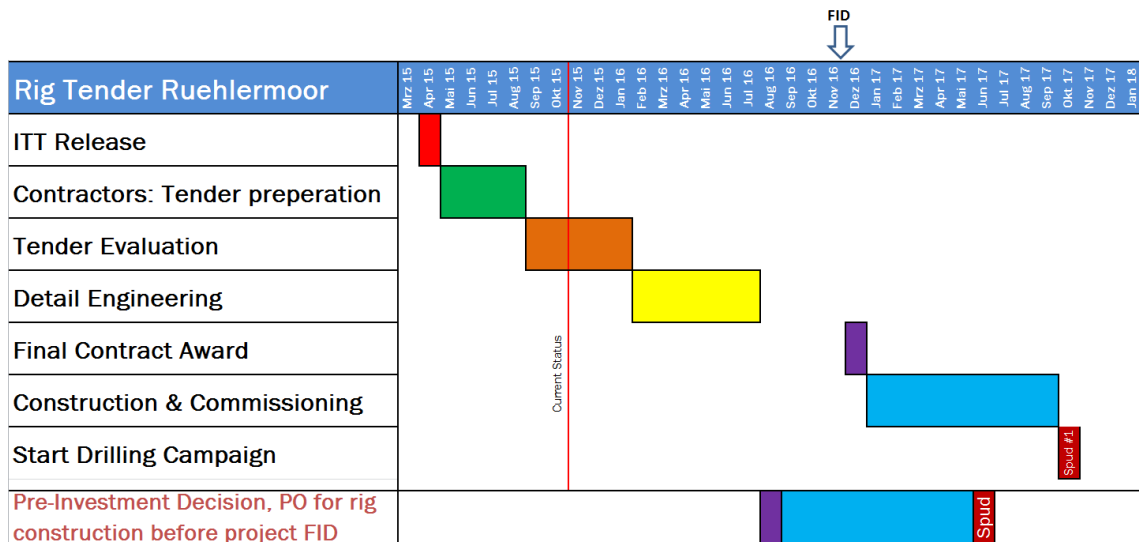 FID
Rig Tender Ruehlermoor
Mrz 15
Apr 15
Mai 15
Jun 15
Jul 15
Aug 15
Sep 15
Okt 15
Nov 15
Dez 15
Jan 16
Feb 16
Mrz 16
Apr 16
Mai 16
Jun 16
Jul 16
Aug 16
Sep 16
Okt 16
Nov 16
Dez 16
Jan 17
Feb 17
Mrz 17
Apr 17
Mai 17
Jun 17
Jul 17
Aug 17
Sep 17
Okt 17
Nov 17
Dez 17
Jan 18
ITT Release
Contractors: Tender preperation
Tender Evaluation
Detail Engineering
Final Contract Award
Current Status
Construction & Commissioning
Start Drilling Campaign
Spud #1
Pre-Investment Decision, PO for rig
construction before project FID
Spud